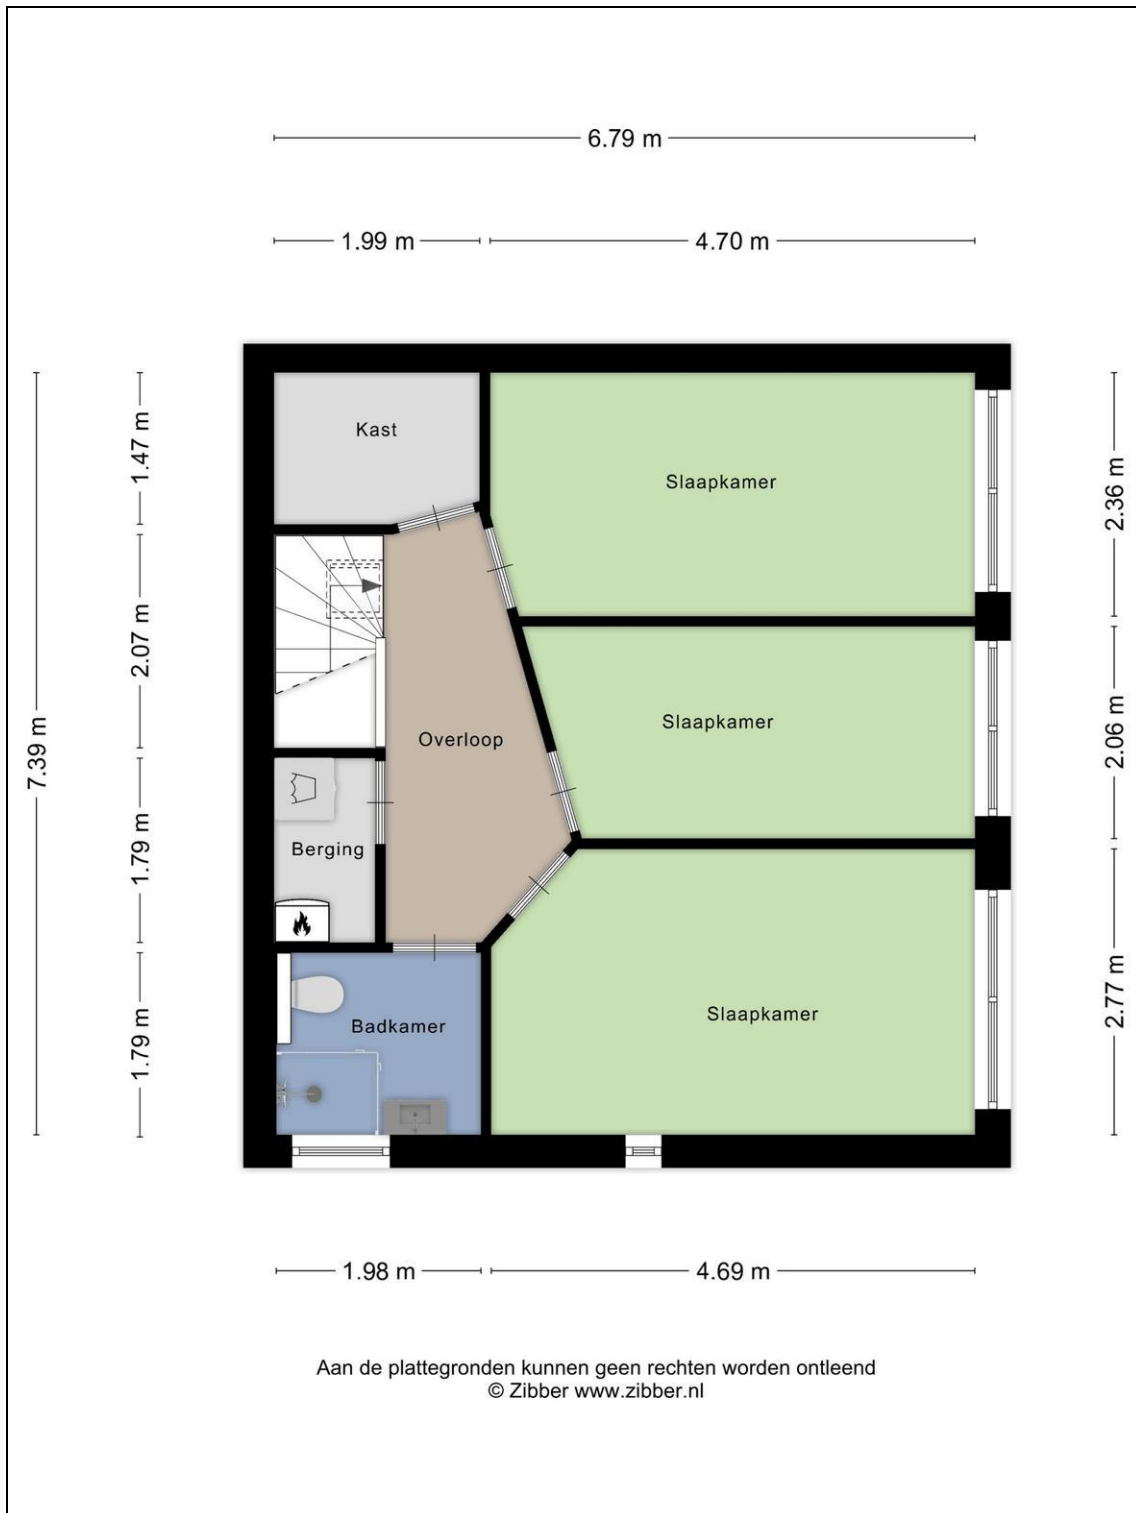 6.79 m
1.99 m
4.70 m
Kast
1.47 m
Slaapkamer
2.36 m
2.07 m
Slaapkamer
2.06 m
Overloop
7.39 m
Berging
1.79 m
Slaapkamer
2.77 m
Badkamer
1.79 m
1.98 m
4.69 m
Aan de plattegronden kunnen geen rechten worden ontleend
© Zibber www.zibber.nl